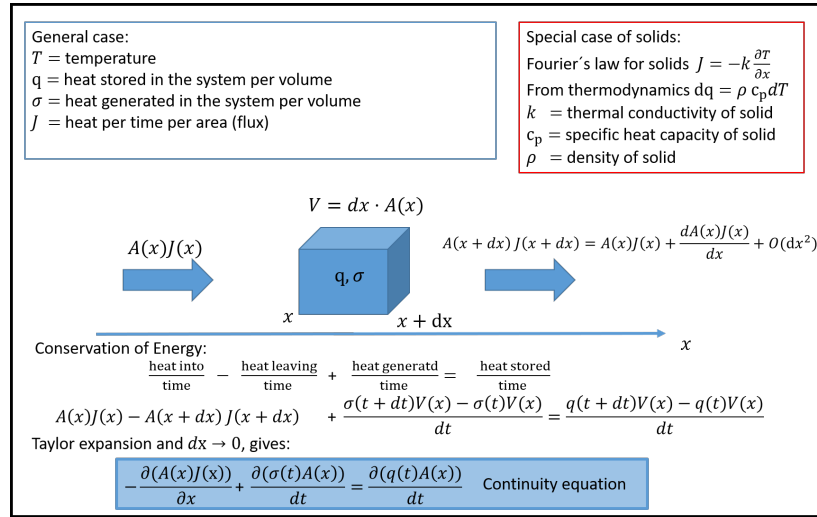 General case:
T = temperature
q = heat stored in the system per volume
σ = heat generated in the system per volume
J = heat per time per area (flux)
Special case of solids:
Fourier´s law for solids J = −k ∂T/∂x
From thermodynamics dq = ρ c_p dT
k = thermal conductivity of solid
c_p = specific heat capacity of solid
ρ = density of solid
V = dx · A(x)
A(x)J(x)
A(x + dx) J(x + dx) = A(x)J(x) + dA(x)J(x)/dx + O(dx²)
q, σ
x
x + dx
x
Conservation of Energy:
heat into/time − heat leaving/time + heat generatd/time = heat stored/time
A(x)J(x) − A(x + dx) J(x + dx) + (σ(t + dt)V(x) − σ(t)V(x))/dt = (q(t + dt)V(x) − q(t)V(x))/dt
Taylor expansion and dx → 0, gives:
−∂(A(x)J(x))/∂x + ∂(σ(t)A(x))/dt = ∂(q(t)A(x))/dt Continuity equation